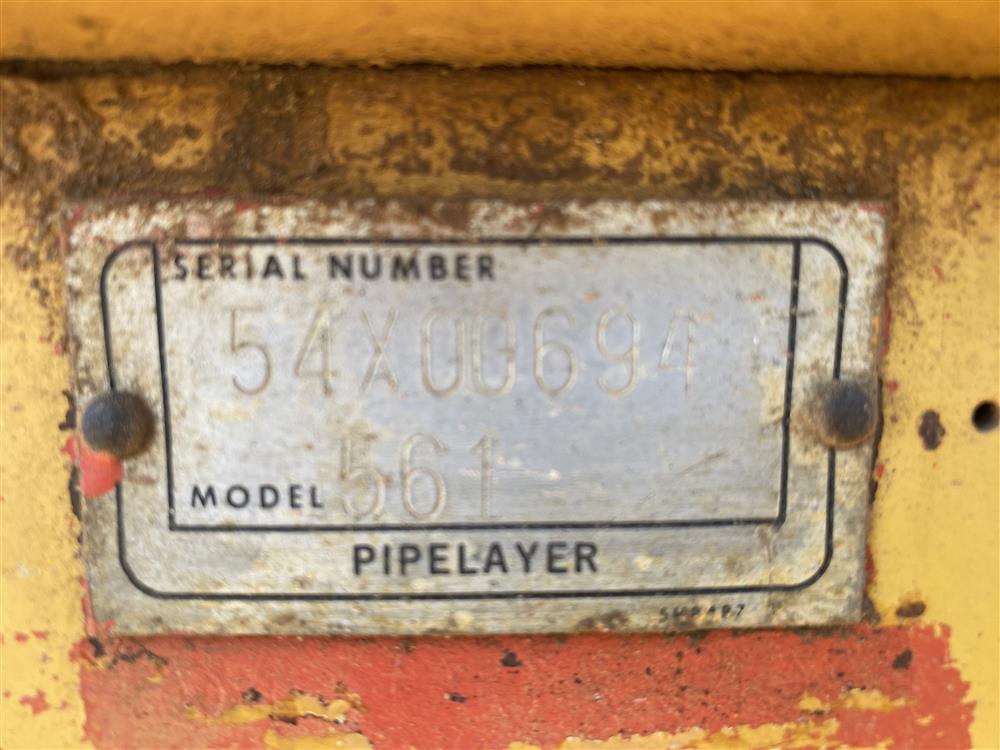 SERIAL NUMBER
54X00694
MODEL 561
PIPELAYER